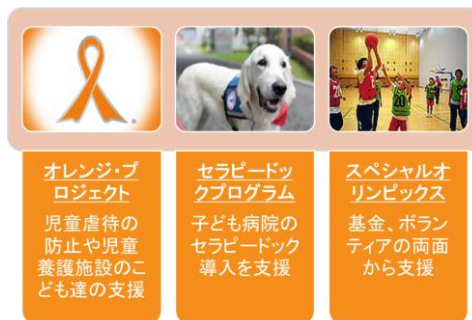 オレンジ・プ
ロジェクト
児童虐待の
防止や児童
養護施設のこ
ども達の支援
セラピードッ
クプログラム
子ども病院の
セラピードック
導入を支援
スペシャルオ
リンピックス
基金、ボラン
ティアの両面
から支援